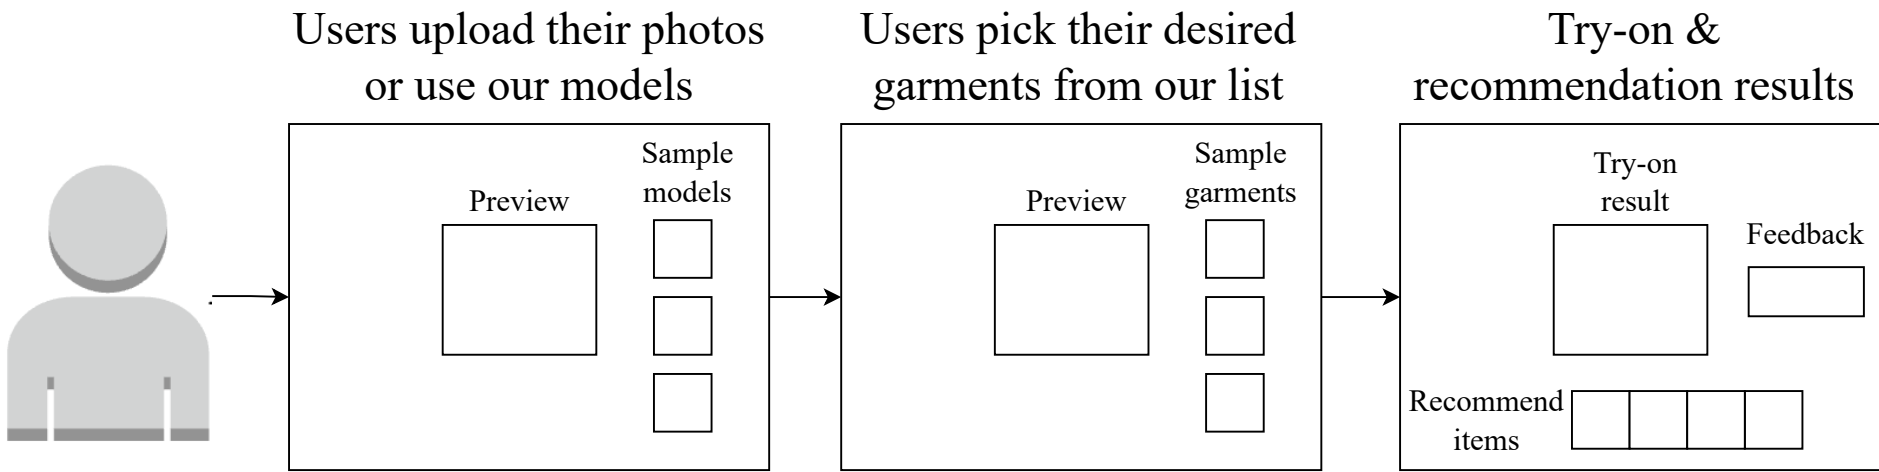 Users upload their photos
or use our models
Sample
models
Preview
Users pick their desired
garments from our list
Sample
garments
Preview
Try-on &
recommendation results
Try-on
result
Feedback
Recommend
items